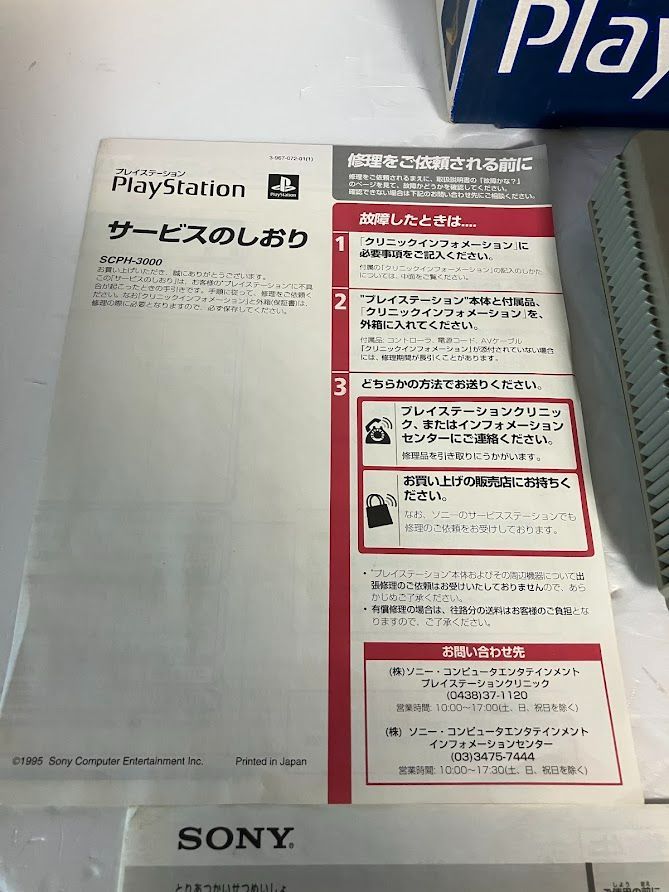 Play
3-967-072-01(1)
プレイステーション
PlayStation
PlayStation
サービスのしおり
SCPH-3000
お買い上げいただき、誠にありがとうございます。
この「サービスのしおり」は、お客様の"プレイステーション"に不具
合が起こったときの手引きです。手順に従って、修理をご依頼く
ださい。なお「クリニックインフォメーション」と外箱(保証書)は、
修理の際に必要となりますので、必ず保存してください。
©1995 Sony Computer Entertainment Inc.
Printed in Japan
修理をご依頼される前に
修理をご依頼されるまえに、取扱説明書の「故障かな?」
のページを見て、故障かどうかを確認してください。
確認できない場合は下記のお問い合わせ先にご相談ください。
故障したときは....
1 「クリニックインフォメーション」に
必要事項をご記入ください。
付属の「クリニックインフォメーション」の記入のしかた
については、中面をご覧ください。
2 "プレイステーション"本体と付属品、
「クリニックインフォメーション」を、
外箱に入れてください。
付属品: コントローラ、電源コード、AVケーブル
「クリニックインフォメーション」が添付されていない場合
には、修理期間が長引くことがあります。
3 どちらかの方法でお送りください。
プレイステーションクリニッ
ク、またはインフォメーション
センターにご連絡ください。
修理品を引き取りにうかがいます。
お買い上げの販売店にお持ちく
ださい。
なお、ソニーのサービスステーションでも
修理のご依頼をお受けしております。
• "プレイステーション"本体およびその周辺機器について出
張修理のご依頼はお受けいたしておりませんので、あら
かじめご了承ください。
• 有償修理の場合は、往路分の送料はお客様のご負担とな
りますので、ご了承ください。
お問い合わせ先
(株)ソニー・コンピュータエンタテインメント
プレイステーションクリニック
(0438)37-1120
営業時間: 10:00〜17:00(土、日、祝日を除く)
(株) ソニー・コンピュータエンタテインメント
インフォメーションセンター
(03)3475-7444
営業時間: 10:00〜17:30(土、日、祝日を除く)
SONY®
とりあつかいせつめいしょ
ご使用の前に